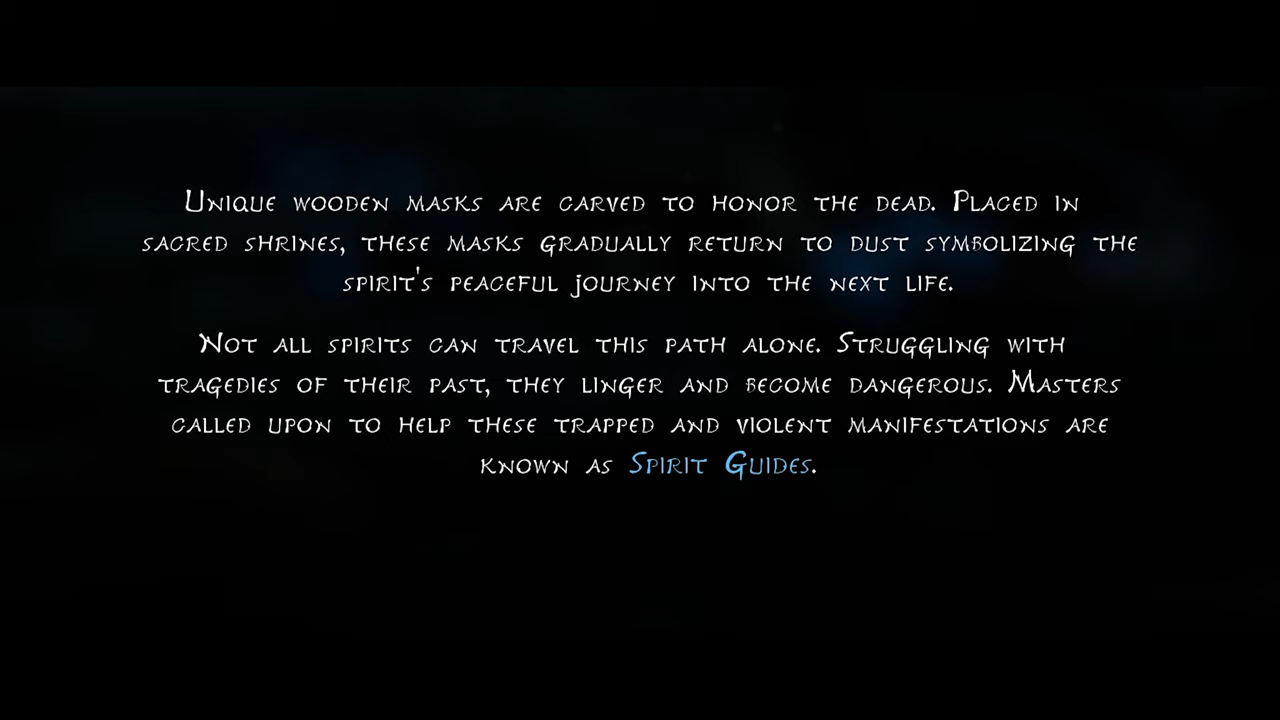 Unique wooden masks are carved to honor the dead. Placed in
sacred shrines, these masks gradually return to dust symbolizing the
spirit's peaceful journey into the next life.
Not all spirits can travel this path alone. Struggling with
tragedies of their past, they linger and become dangerous. Masters
called upon to help these trapped and violent manifestations are
known as Spirit Guides.